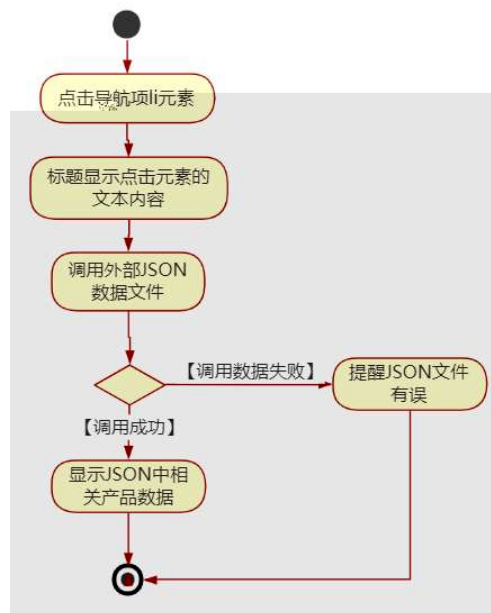 点击导航项li元素
标题显示点击元素的
文本内容
调用外部JSON
数据文件
【调用数据失败】
提醒JSON文件
有误
【调用成功】
显示JSON中相
关产品数据